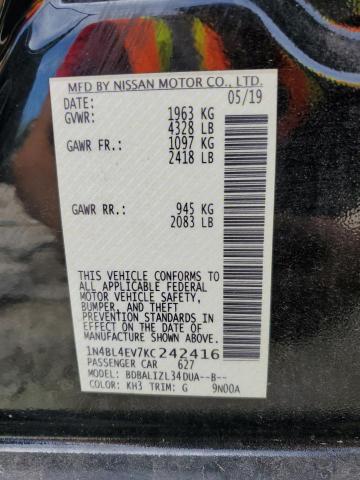 MFD BY NISSAN MOTOR CO., LTD.
DATE: 05/19
GVWR: 1963 KG
4328 LB
GAWR FR.: 1097 KG
2418 LB
GAWR RR.: 945 KG
2083 LB
THIS VEHICLE CONFORMS TO
ALL APPLICABLE FEDERAL
MOTOR VEHICLE SAFETY,
BUMPER, AND THEFT
PREVENTION STANDARDS
IN EFFECT ON THE DATE OF
MANUFACTURE SHOWN ABOVE.
1N4BL4EV7KC242416
PASSENGER CAR 627
MODEL: BDBALIZL34DUA--B--
COLOR: KH3 TRIM: G 9N00A